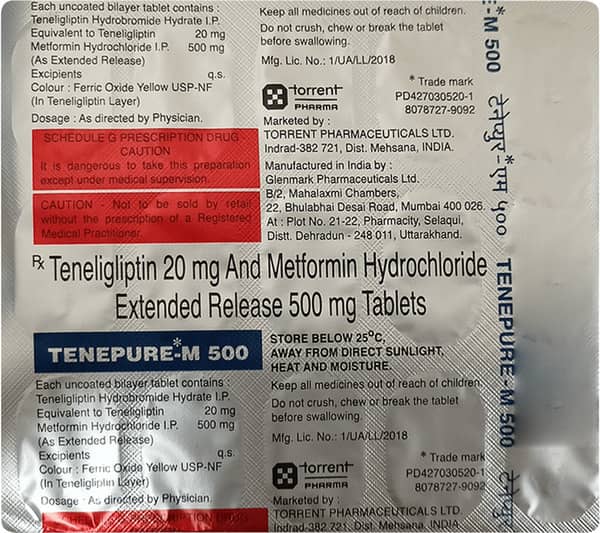 Each uncoated bilayer tablet contains :
Teneligliptin Hydrobromide Hydrate I.P.
Equivalent to Teneligliptin 20 mg
Metformin Hydrochloride I.P. 500 mg
(As Extended Release)
Excipients q.s.
Colour : Ferric Oxide Yellow USP-NF
(In Teneligliptin Layer)
Dosage : As directed by Physician.
SCHEDULE G PRESCRIPTION DRUG
CAUTION
It is dangerous to take this preparation
except under medical supervision.
CAUTION - Not to be sold by retail
without the prescription of a Registered
Medical Practitioner.
Keep all medicines out of reach of children.
Do not crush, chew or break the tablet
before swallowing.
Mfg. Lic. No.: 1/UA/LL/2018
torrent
PHARMA
* Trade mark
PD427030520-1
8078727-9092
Marketed by :
TORRENT PHARMACEUTICALS LTD.
Indrad-382 721, Dist. Mehsana, INDIA.
Manufactured in India by :
Glenmark Pharmaceuticals Ltd.
B/2, Mahalaxmi Chambers,
22, Bhulabhai Desai Road, Mumbai 400 026.
At : Plot No. 21-22, Pharmacity, Selaqui,
Distt. Dehradun - 248 011, Uttarakhand.
Rx Teneligliptin 20 mg And Metformin Hydrochloride
Extended Release 500 mg Tablets
TENEPURE*-M 500
Each uncoated bilayer tablet contains :
Teneligliptin Hydrobromide Hydrate I.P.
Equivalent to Teneligliptin 20 mg
Metformin Hydrochloride I.P. 500 mg
(As Extended Release)
Excipients q.s.
Colour : Ferric Oxide Yellow USP-NF
(In Teneligliptin Layer)
Dosage : As directed by Physician.
SCHEDULE G PRESCRIPTION DRUG
STORE BELOW 25°C,
AWAY FROM DIRECT SUNLIGHT,
HEAT AND MOISTURE.
Keep all medicines out of reach of children.
Do not crush, chew or break the tablet
before swallowing.
Mfg. Lic. No.: 1/UA/LL/2018
torrent
PHARMA
* Trade mark
PD427030520-1
8078727-9092
Marketed by :
TORRENT PHARMACEUTICALS LTD.
Indrad-382 721, Dist. Mehsana, INDIA
*-M 500
टेनेप्युर*-एम ५००
TENEPURE*-M 500